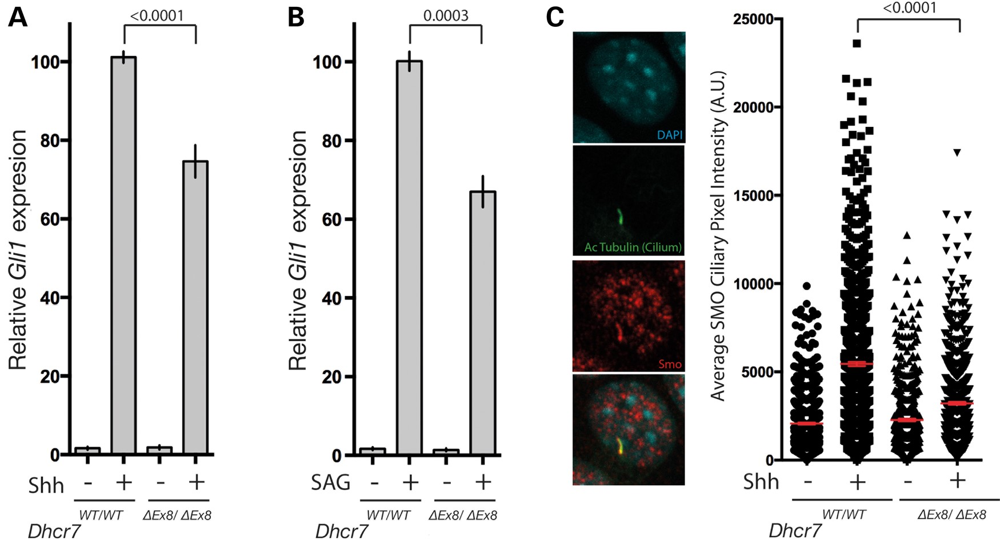 A
<0.0001
Relative Gli1 expresion
100
80
60
40
20
0
Shh - + - +
WT/WT ΔEx8/ ΔEx8
Dhcr7
B
0.0003
Relative Gli1 expresion
100
80
60
40
20
0
SAG - + - +
WT/WT ΔEx8/ ΔEx8
Dhcr7
C
DAPI
Ac Tubulin (Cilium)
Smo
<0.0001
Average SMO Ciliary Pixel Intensity (A.U.)
25000
20000
15000
10000
5000
0
Shh - + - +
WT/WT ΔEx8/ ΔEx8
Dhcr7